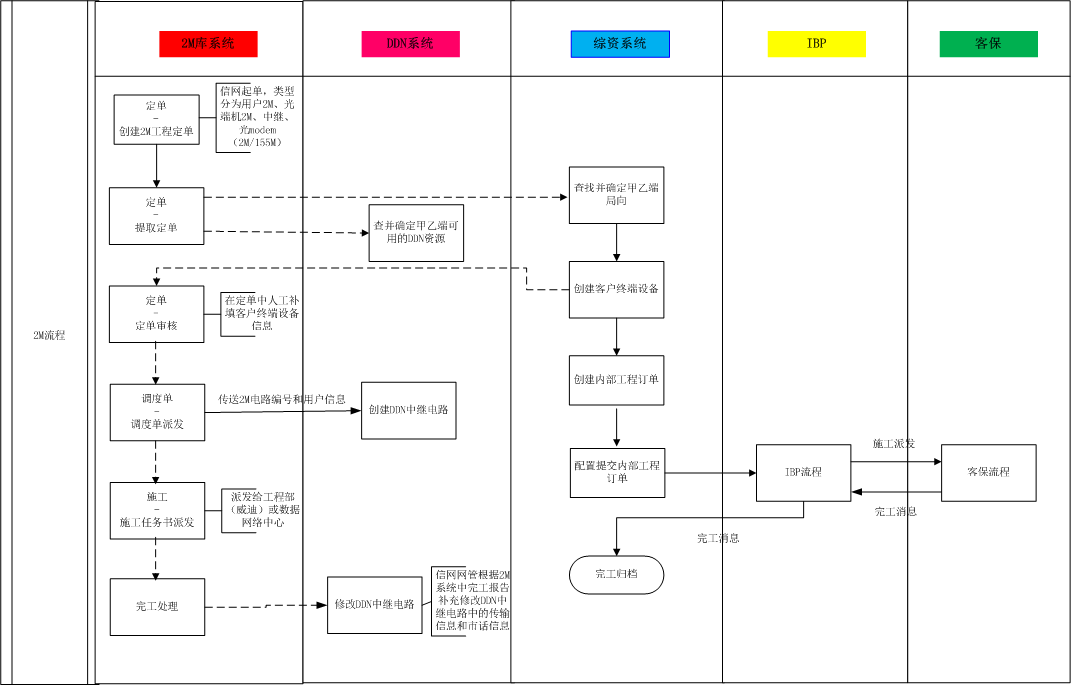 2M库系统
DDN系统
综资系统
IBP
客保
2M流程
定单
-
创建2M工程定单
信网起单，类型
分为用户2M、光
端机2M、中继、
光modem
（2M/155M）
定单
-
提取定单
查并确定甲乙端可
用的DDN资源
查找并确定甲乙端
局向
创建客户终端设备
定单
-
定单审核
在定单中人工补
填客户终端设备
信息
创建内部工程订单
调度单
-
调度单派发
传送2M电路编号和用户信息
创建DDN中继电路
配置提交内部工程
订单
IBP流程
施工派发
客保流程
完工消息
施工
-
施工任务书派发
派发给工程部
（威迪）或数据
网络中心
完工消息
完工归档
完工处理
修改DDN中继电路
信网网管根据2M
系统中完工报告
补充修改DDN中
继电路中的传输
信息和市话信息